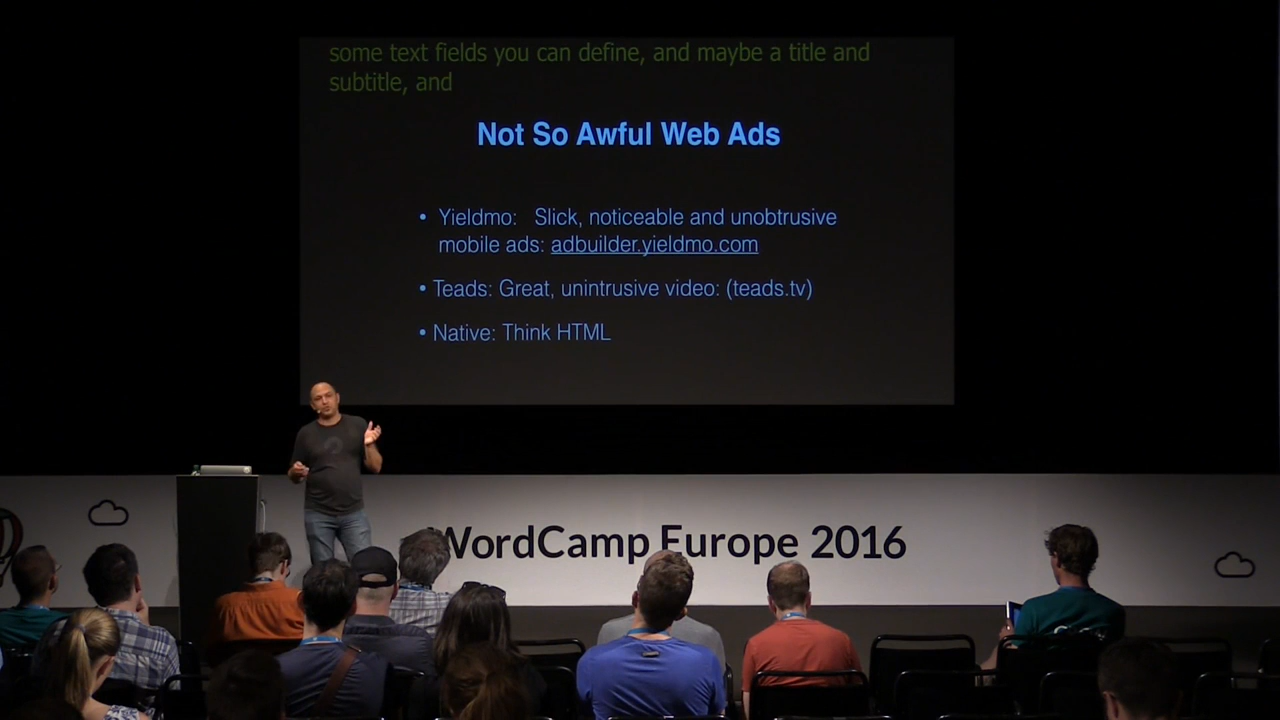 some text fields you can define, and maybe a title and
subtitle, and
Not So Awful Web Ads
• Yieldmo: Slick, noticeable and unobtrusive
mobile ads: adbuilder.yieldmo.com
• Teads: Great, unintrusive video: (teads.tv)
• Native: Think HTML
WordCamp Europe 2016